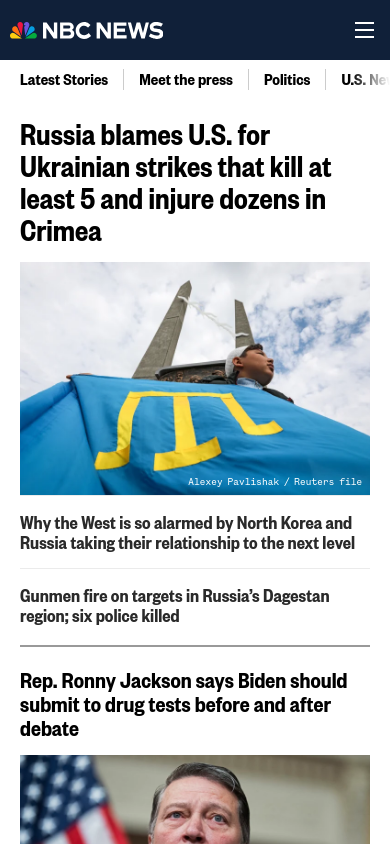 NBC NEWS
Latest Stories
Meet the press
Politics
U.S.
Russia blames U.S. for
Ukrainian strikes that kill at
least 5 and injure dozens in
Crimea
Alexey Pavlishak / Reuters file
Why the West is so alarmed by North Korea and
Russia taking their relationship to the next level
Gunmen fire on targets in Russia’s Dagestan
region; six police killed
Rep. Ronny Jackson says Biden should
submit to drug tests before and after
debate